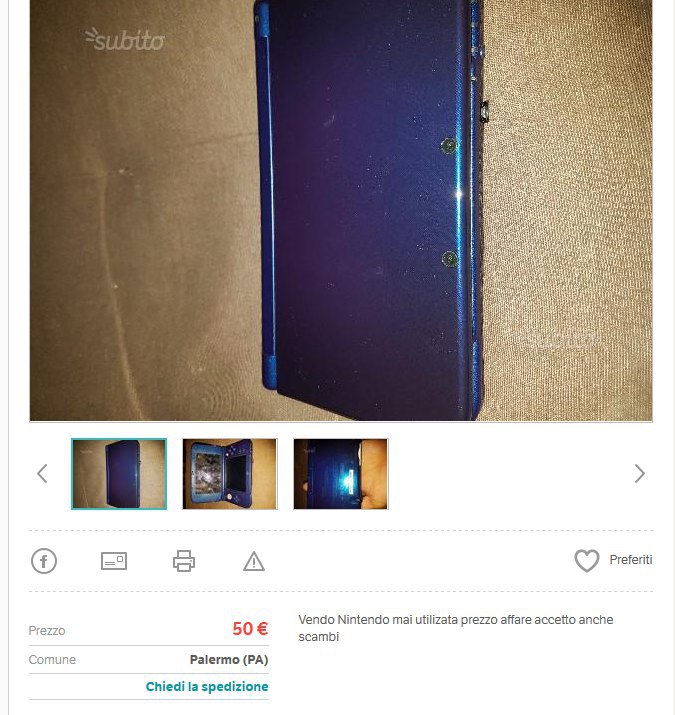 subito
Preferiti
Prezzo
50 €
Comune
Palermo (PA)
Chiedi la spedizione
Vendo Nintendo mai utilizata prezzo affare accetto anche
scambi